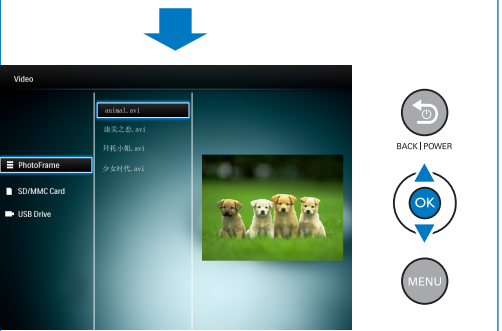 Video
PhotoFrame
SD/MMC Card
USB Drive
animal.avi
康美之恋.avi
拜托小姐.avi
少女时代.avi
BACK | POWER
OK
MENU